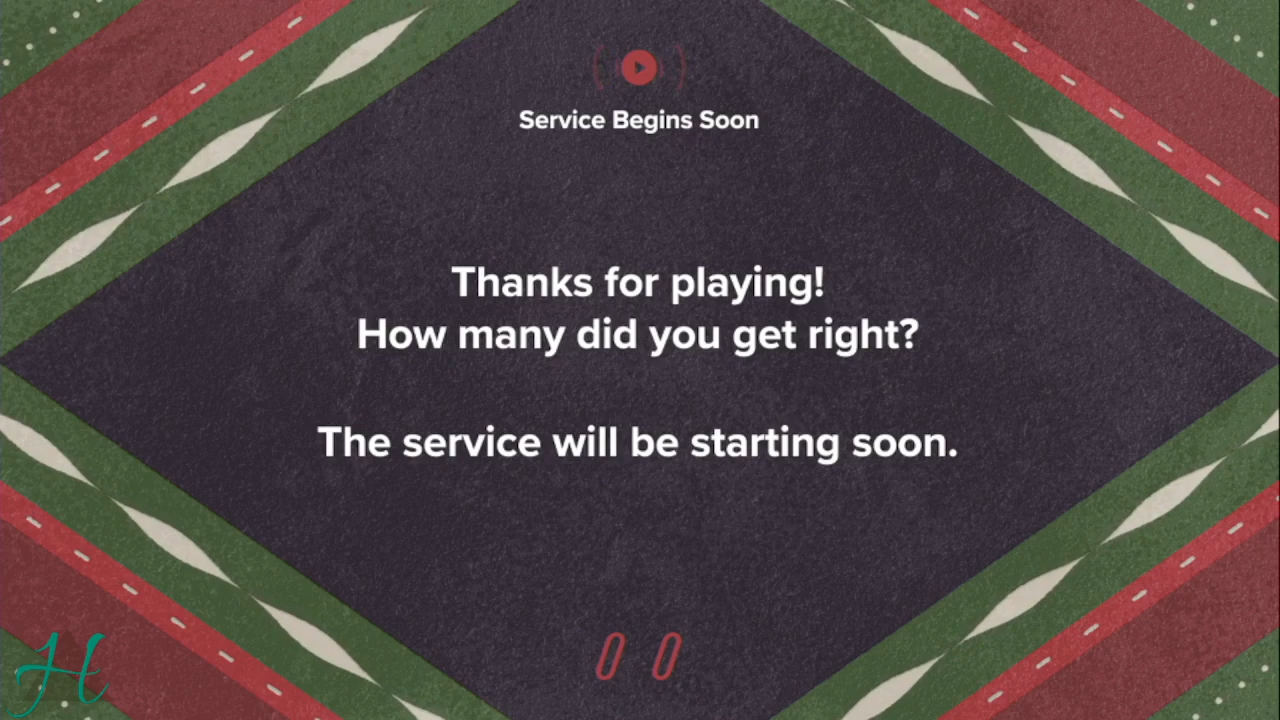 Service Begins Soon
Thanks for playing!
How many did you get right?
The service will be starting soon.
H